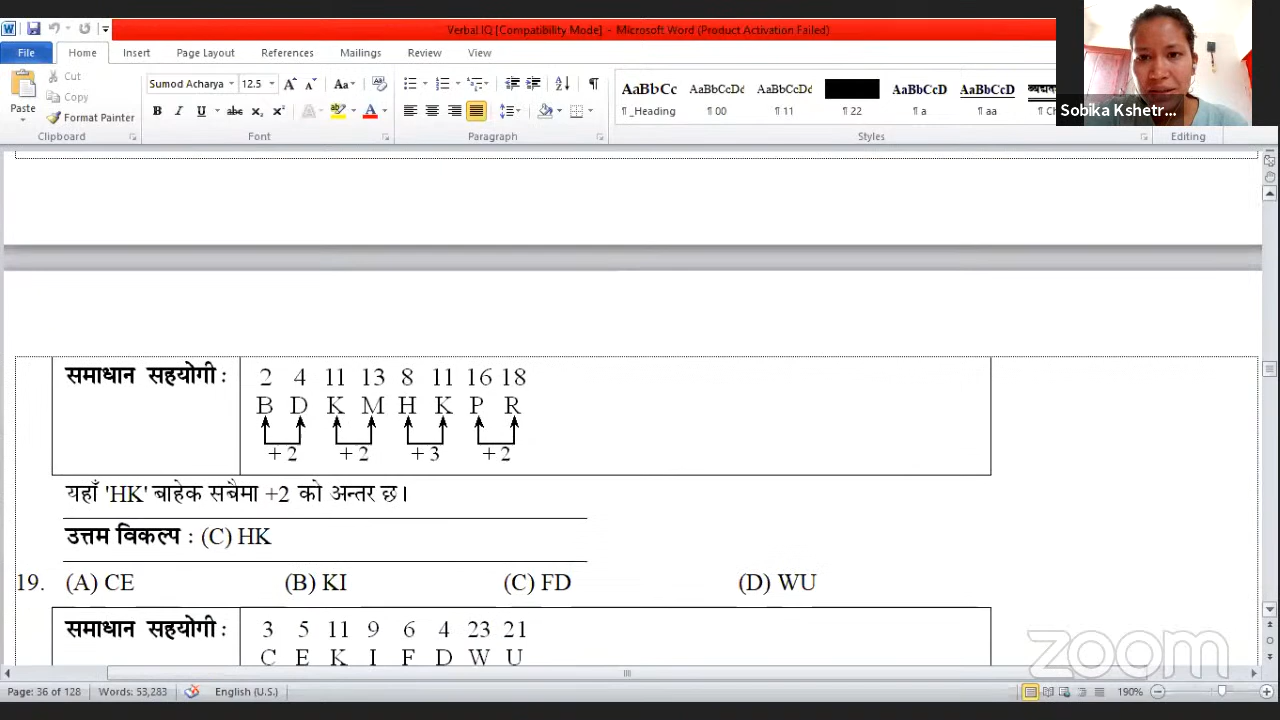 Verbal IQ [Compatibility Mode] - Microsoft Word (Product Activation Failed)
File Home Insert Page Layout References Mailings Review View
Paste Cut Copy Format Painter
Sumod Acharya 12.5
AaBbCc AaBbCcDc AaBbCcDd AaBbCcD AaBbCcD
¶ _Heading ¶ 00 ¶ 11 ¶ 22 ¶ a ¶ aa
Clipboard Font Paragraph Styles Editing
Sobika Kshetr...
समाधान सहयोगी : 2 4 11 13 8 11 16 18
B D K M H K P R
+ 2 + 2 + 3 + 2
यहाँ 'HK' बाहेक सबैमा +2 को अन्तर छ।
उत्तम विकल्प : (C) HK
19. (A) CE (B) KI (C) FD (D) WU
समाधान सहयोगी : 3 5 11 9 6 4 23 21
C E K I F D W U
zoom
Page: 36 of 128 Words: 53,283 English (U.S.) 190%